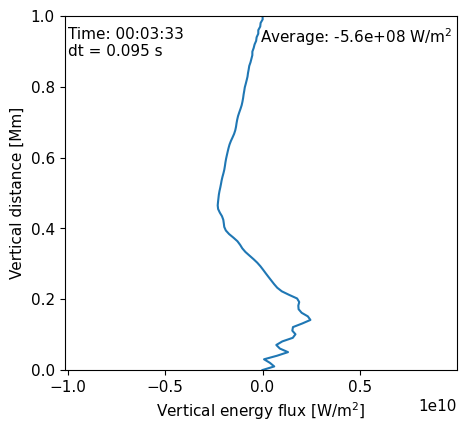 Time: 00:03:33
dt = 0.095 s
Average: -5.6e+08 W/m²
1.0
0.8
0.6
0.4
0.2
0.0
Vertical distance [Mm]
−1.0 −0.5 0.0 0.5
1e10
Vertical energy flux [W/m²]